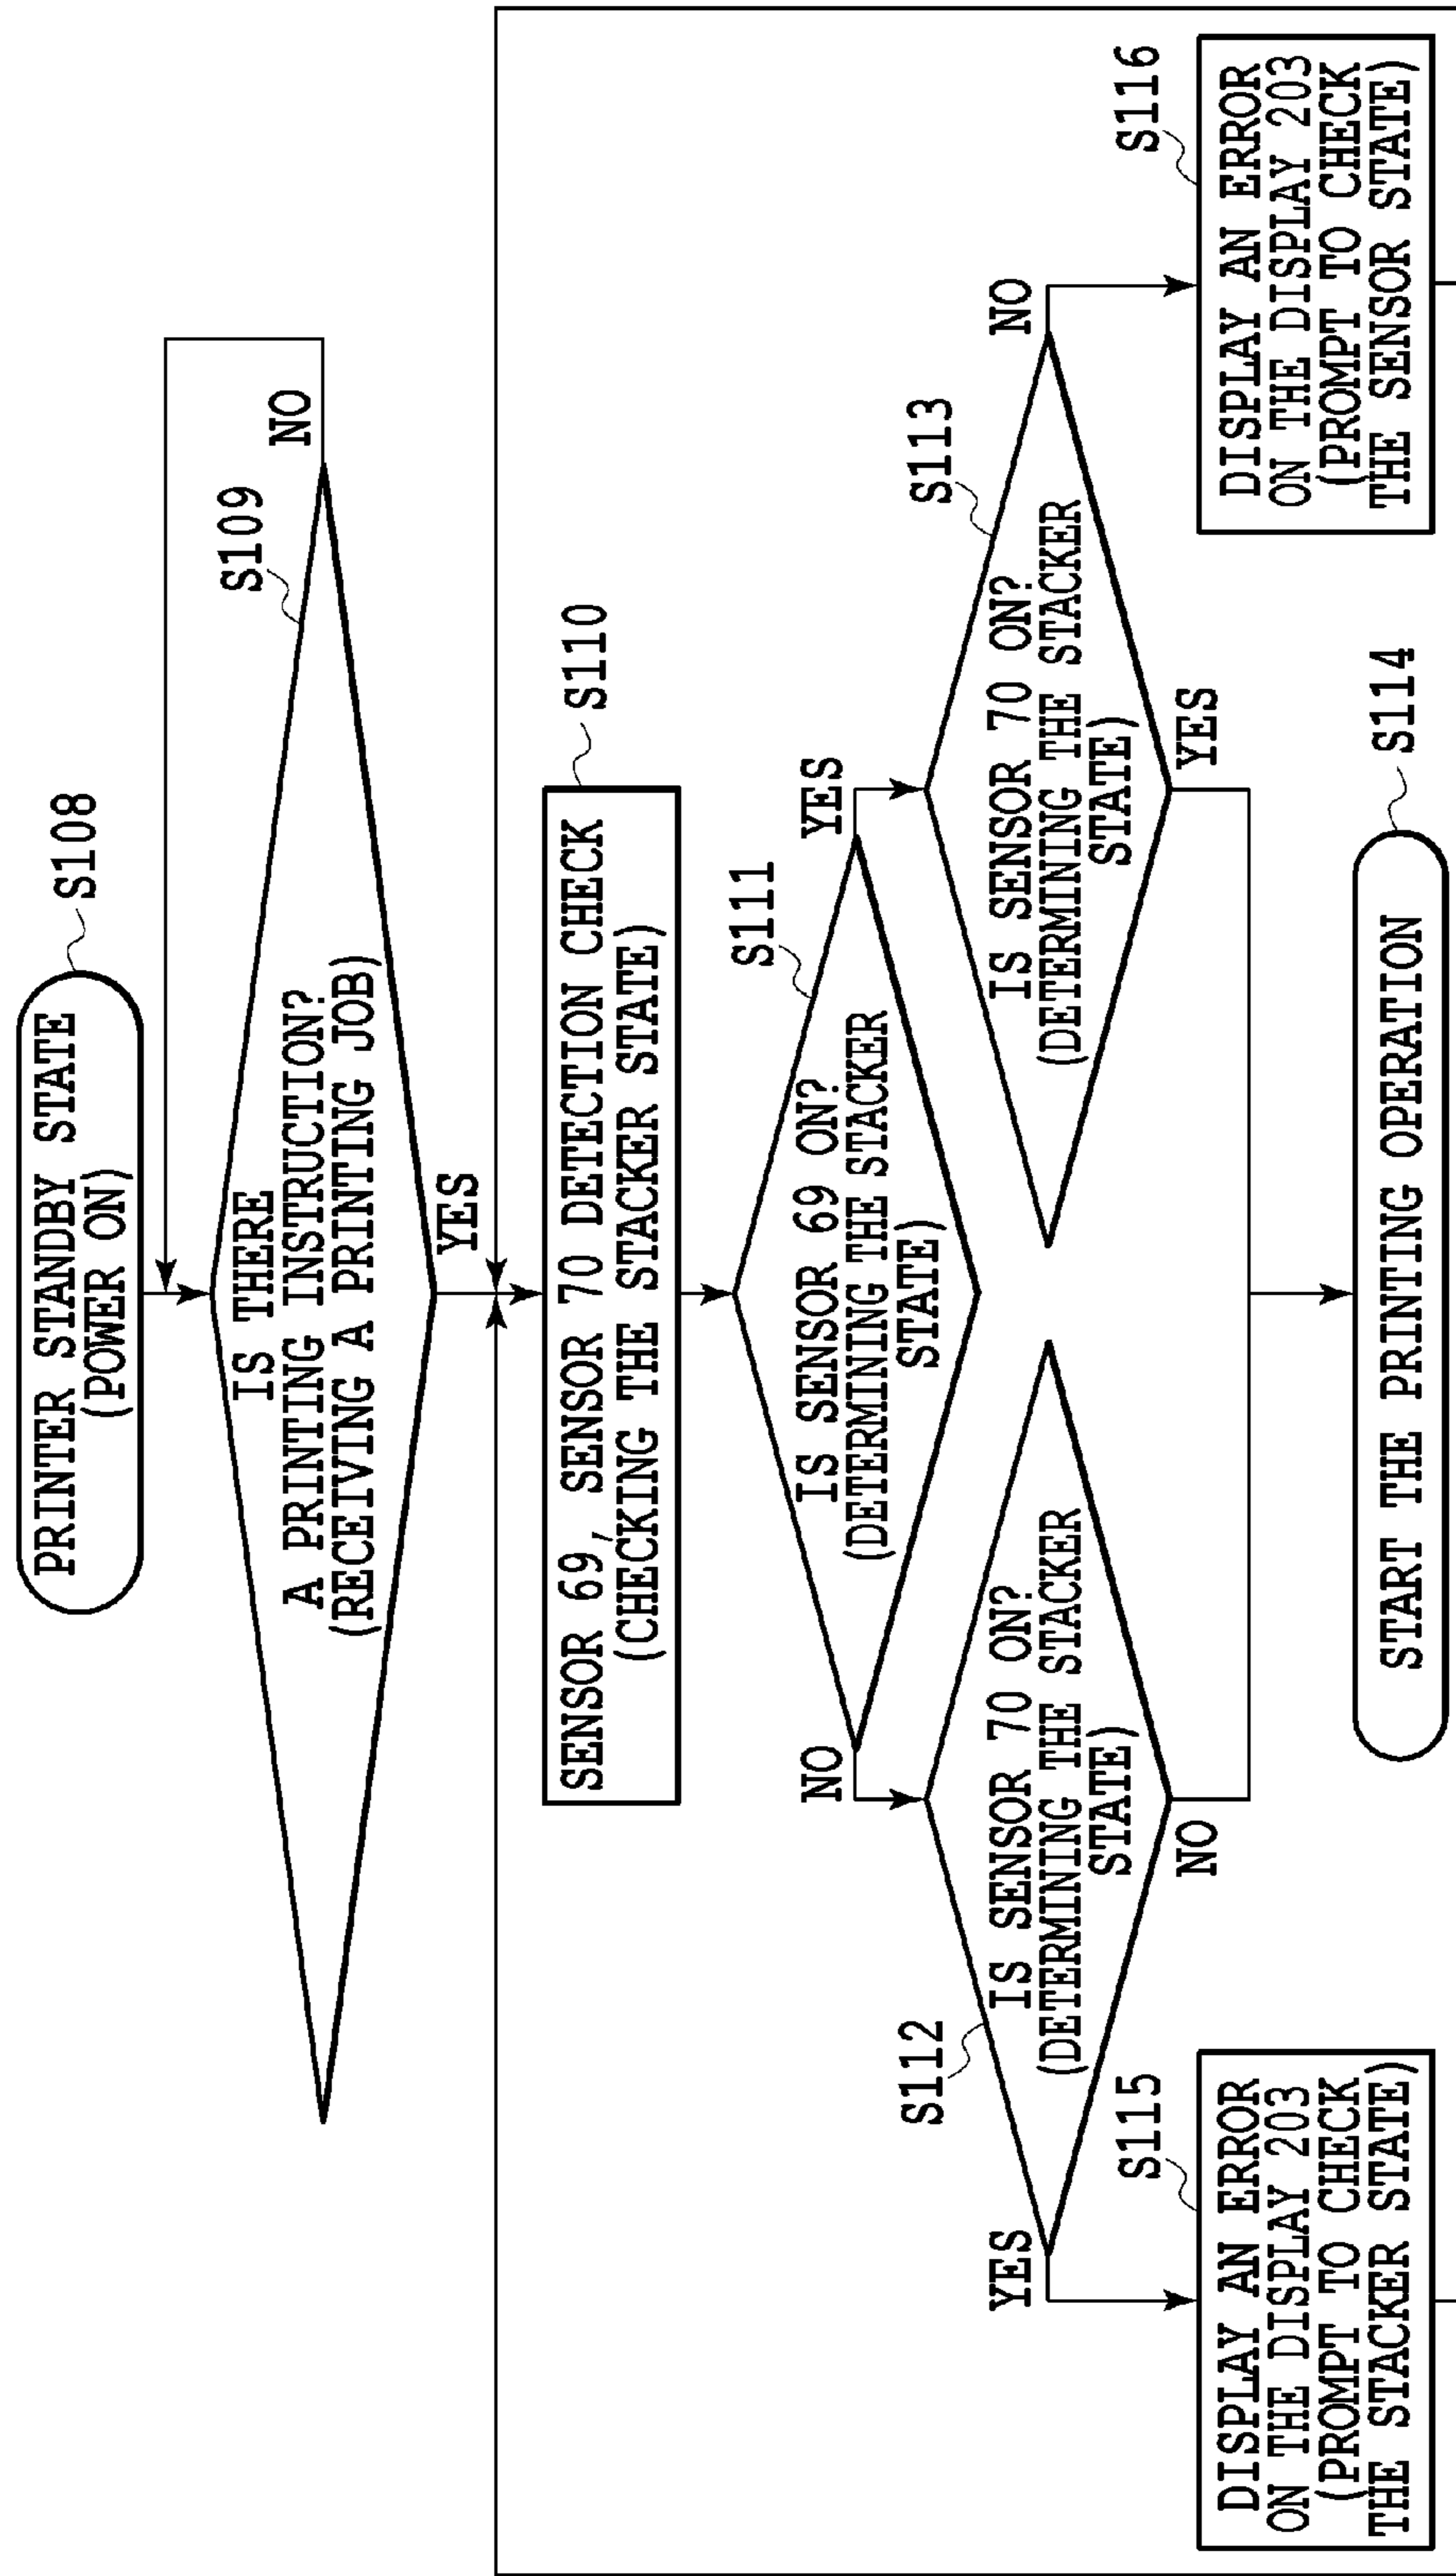 PRINTER STANDBY STATE
(POWER ON)
S108
IS THERE
A PRINTING INSTRUCTION?
(RECEIVING A PRINTING JOB)
S109
NO
YES
SENSOR 69, SENSOR 70 DETECTION CHECK
(CHECKING THE STACKER STATE)
S110
IS SENSOR 69 ON?
(DETERMINING THE STACKER
STATE)
S111
NO
YES
S112
IS SENSOR 70 ON?
(DETERMINING THE STACKER
STATE)
YES
NO
S113
IS SENSOR 70 ON?
(DETERMINING THE STACKER
STATE)
NO
YES
S115
DISPLAY AN ERROR
ON THE DISPLAY 203
(PROMPT TO CHECK
THE STACKER STATE)
S116
DISPLAY AN ERROR
ON THE DISPLAY 203
(PROMPT TO CHECK
THE SENSOR STATE)
S114
START THE PRINTING OPERATION